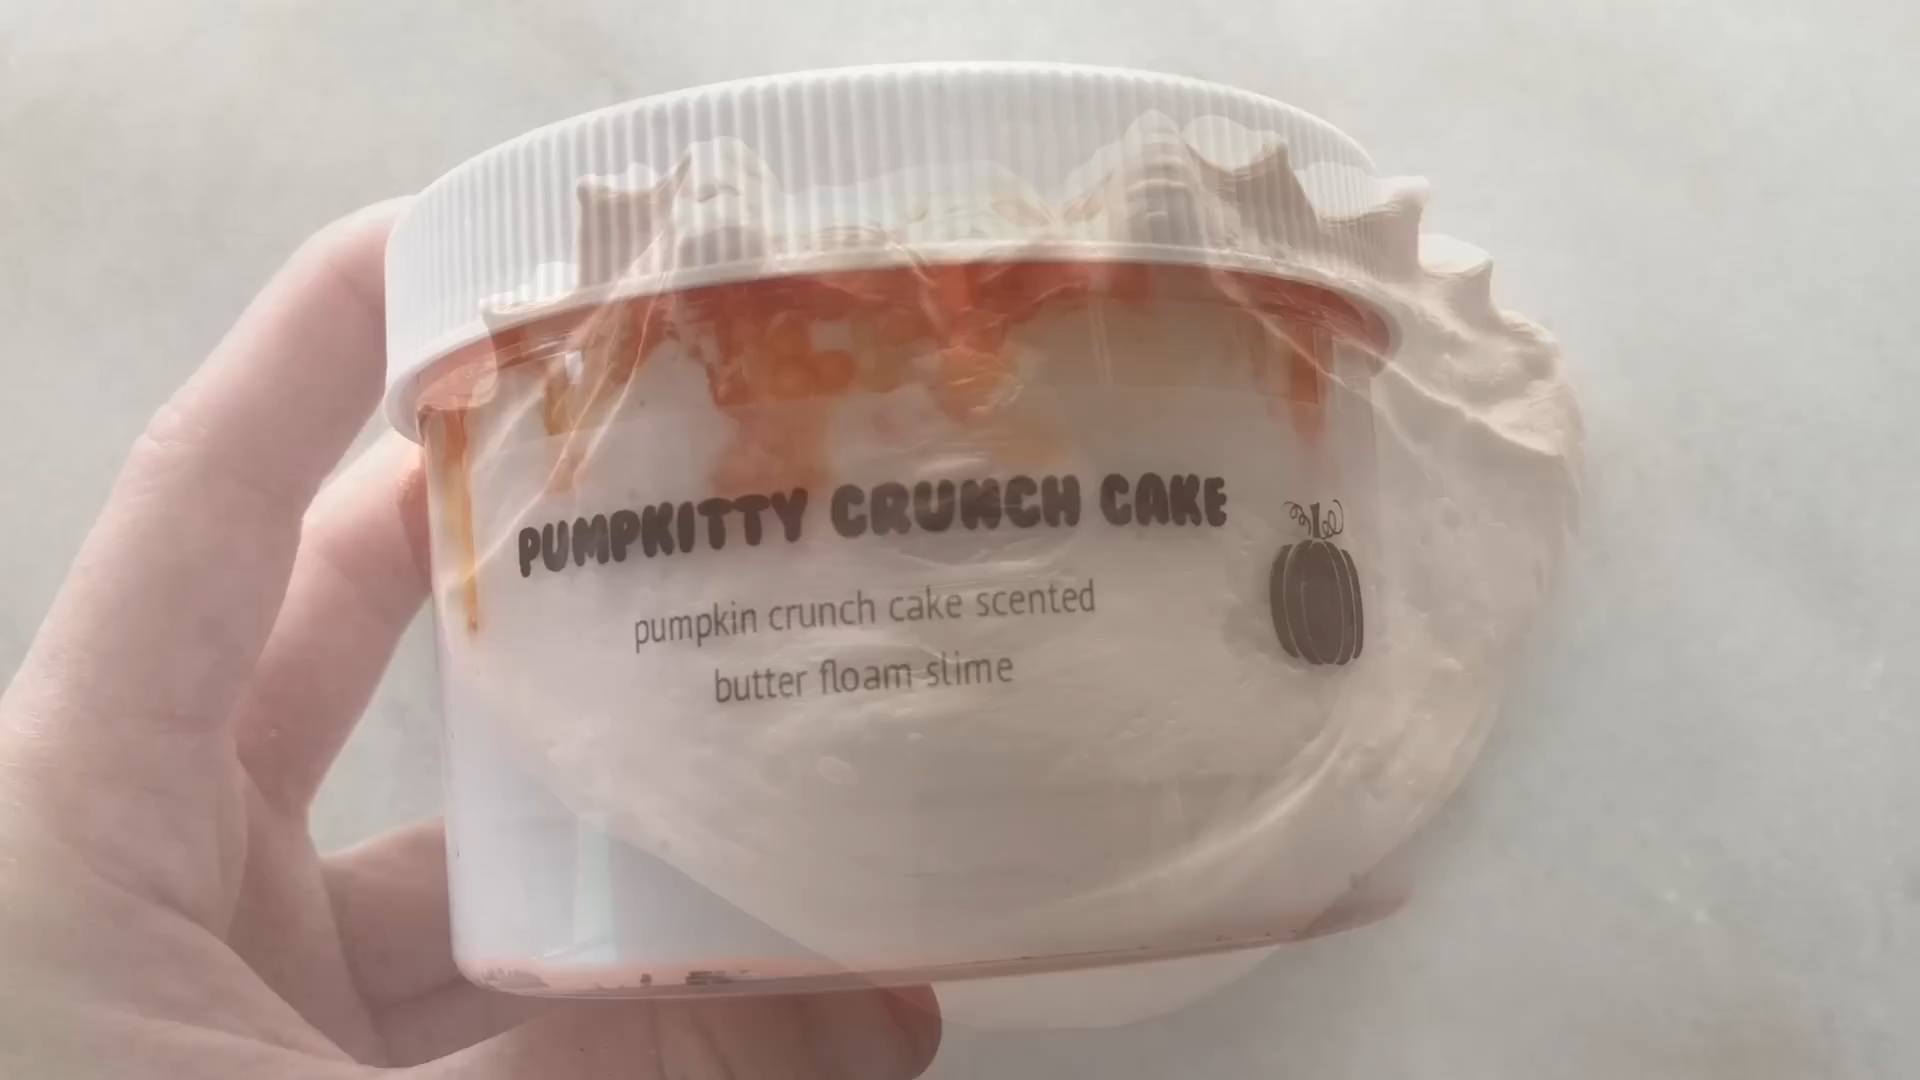 PUMPKITTY CRUNCH CAKE
pumpkin crunch cake scented
butter floam slime